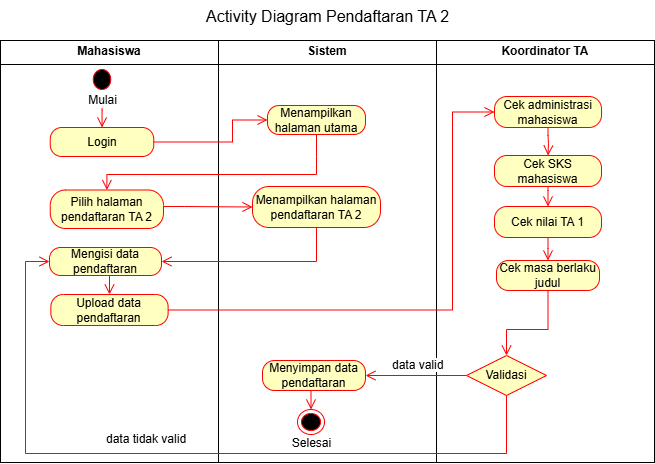 Activity Diagram Pendaftaran TA 2
Mahasiswa
Sistem
Koordinator TA
Mulai
Login
Menampilkan
halaman utama
Pilih halaman
pendaftaran TA 2
Menampilkan halaman
pendaftaran TA 2
Mengisi data
pendaftaran
Upload data
pendaftaran
Cek administrasi
mahasiswa
Cek SKS
mahasiswa
Cek nilai TA 1
Cek masa berlaku
judul
Validasi
data valid
Menyimpan data
pendaftaran
Selesai
data tidak valid